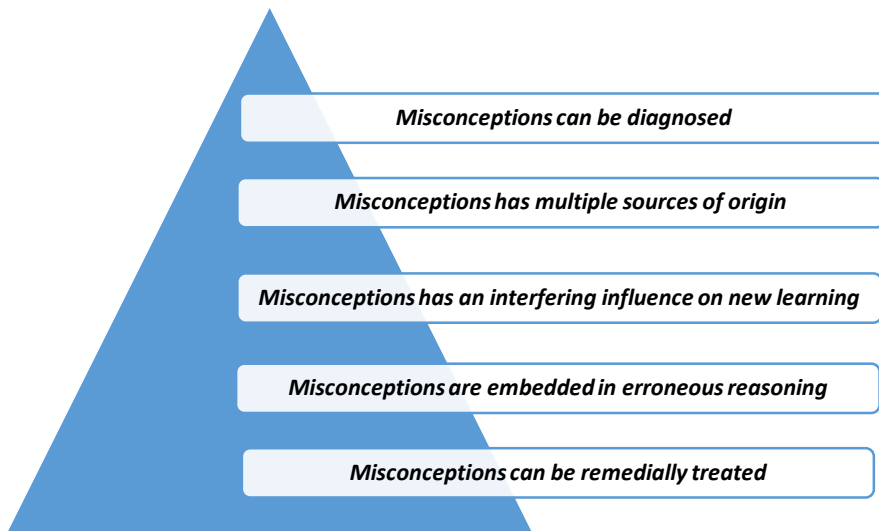 Misconceptions can be diagnosed
Misconceptions has multiple sources of origin
Misconceptions has an interfering influence on new learning
Misconceptions are embedded in erroneous reasoning
Misconceptions can be remedially treated